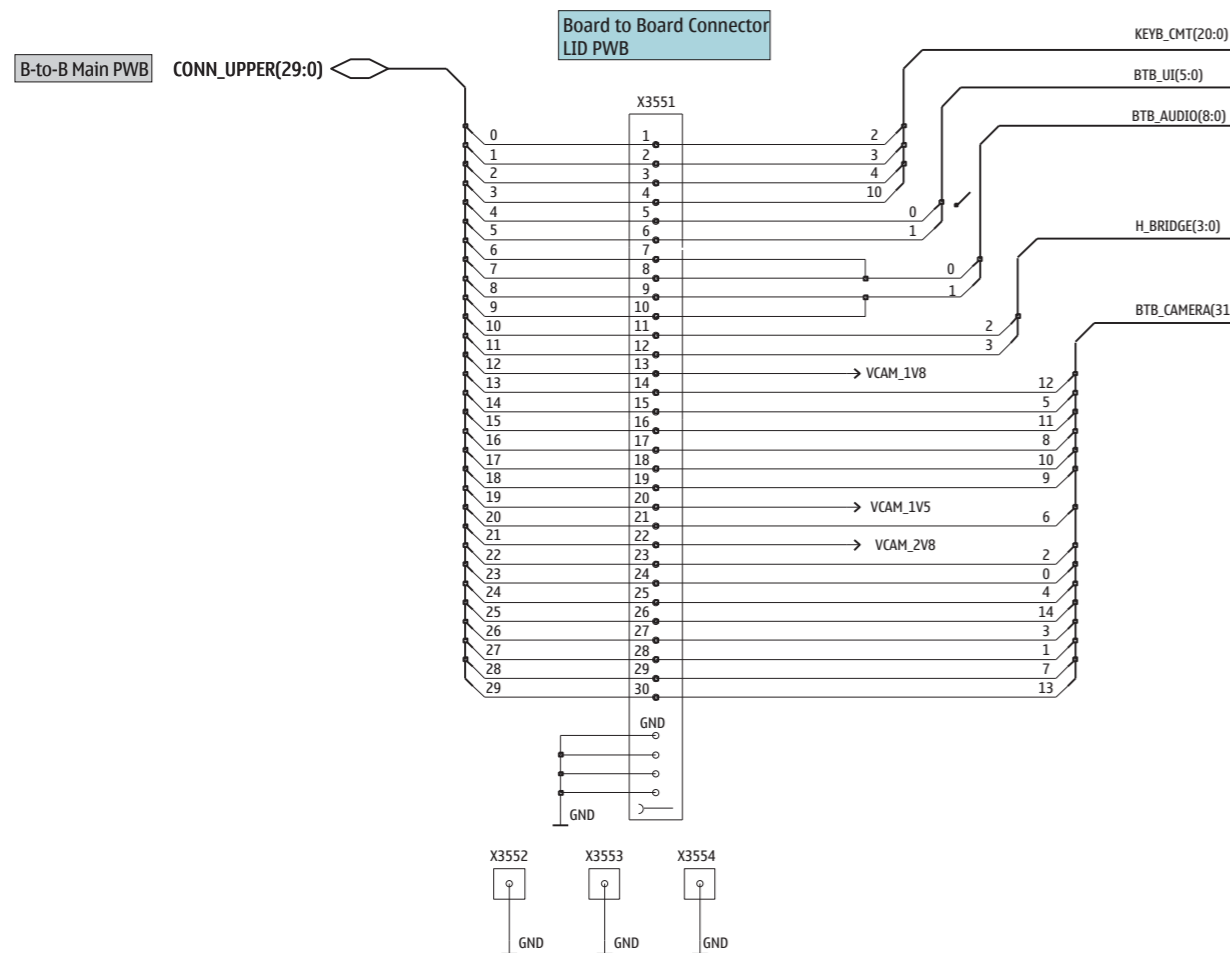 Board to Board Connector
LID PWB
KEYB_CMT(20:0)
B-to-B Main PWB CONN_UPPER(29:0)
BTB_UI(5:0)
X3551
BTB_AUDIO(8:0)
0 1 2
1 2 3
2 3 4
3 4 10
4 5 0
5 6 1
6 7
H_BRIDGE(3:0)
7 8 0
8 9 1
9 10
10 11 2
BTB_CAMERA(31
11 12 3
12 13 VCAM_1V8
13 14 12
14 15 5
15 16 11
16 17 8
17 18 10
18 19 9
19 20 VCAM_1V5
20 21 6
21 22 VCAM_2V8
22 23 2
23 24 0
24 25 4
25 26 14
26 27 3
27 28 1
28 29 7
29 30 13
GND
GND
X3552 X3553 X3554
GND GND GND